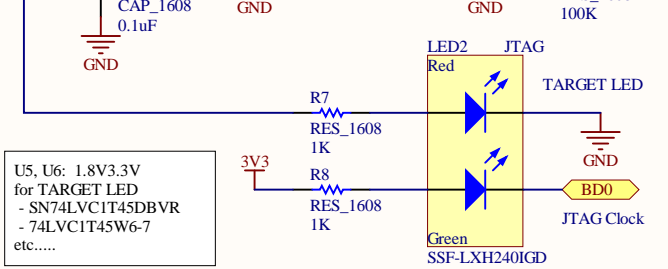 CAP_1608
0.1uF
GND
GND
GND
100K
LED2
JTAG
Red
TARGET LED
R7
RES_1608
1K
GND
U5, U6:  1.8V3.3V
for TARGET LED
- SN74LVC1T45DBVR
- 74LVC1T45W6-7
etc.....
3V3
R8
RES_1608
1K
BD0
JTAG Clock
Green
SSF-LXH240IGD